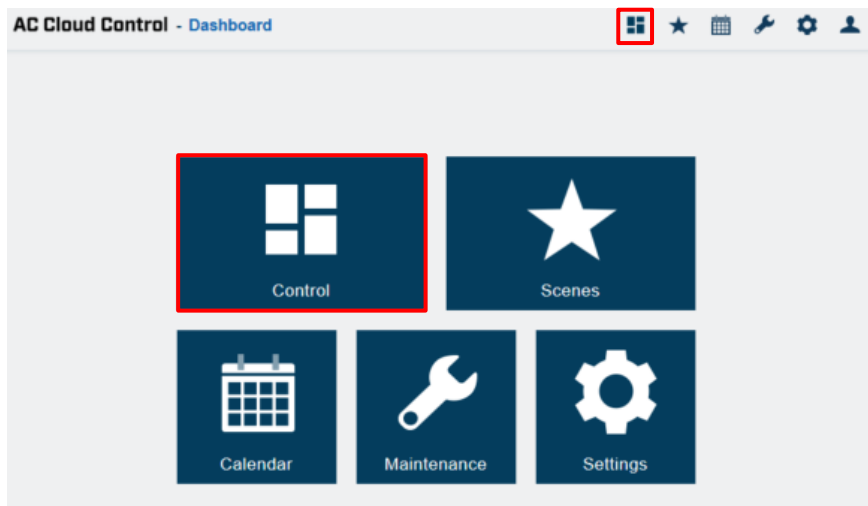 AC Cloud Control - Dashboard
Control
Scenes
Calendar
Maintenance
Settings